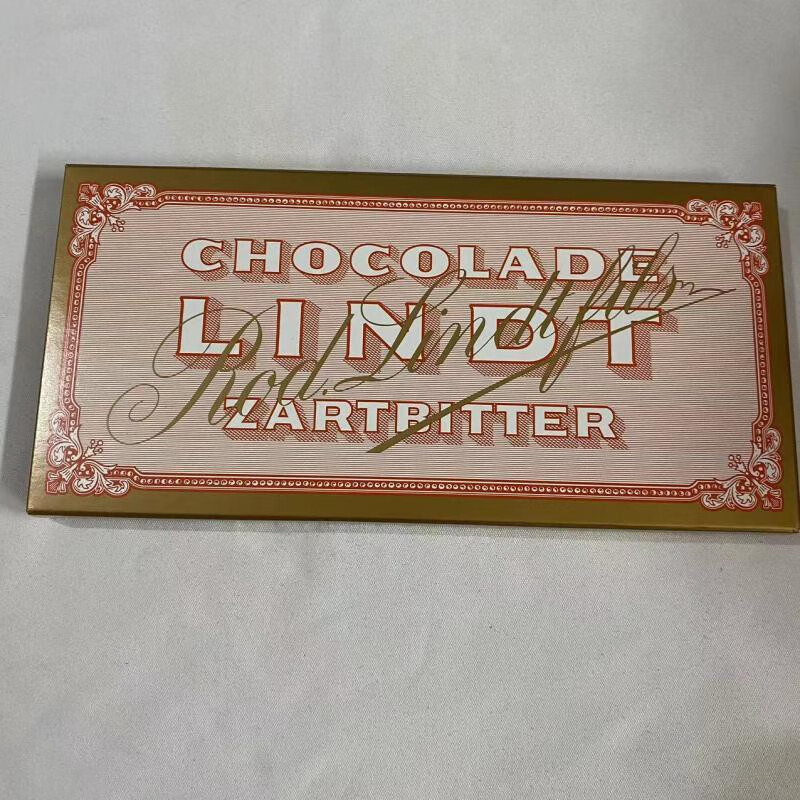 CHOCOLADE
LINDT
ZARTBITTER
Rod. Lindt fils